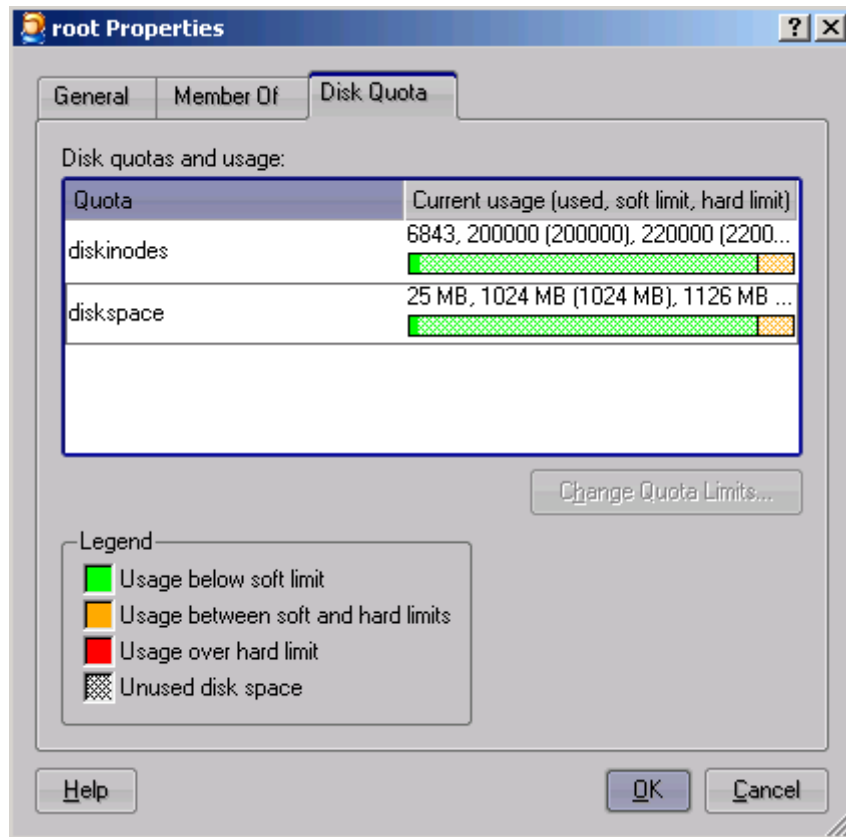 root Properties
General Member Of Disk Quota
Disk quotas and usage:
Quota Current usage (used, soft limit, hard limit)
diskinodes 6843, 200000 (200000), 220000 (2200...
diskspace 25 MB, 1024 MB (1024 MB), 1126 MB ...
Change Quota Limits...
Legend
Usage below soft limit
Usage between soft and hard limits
Usage over hard limit
Unused disk space
Help OK Cancel